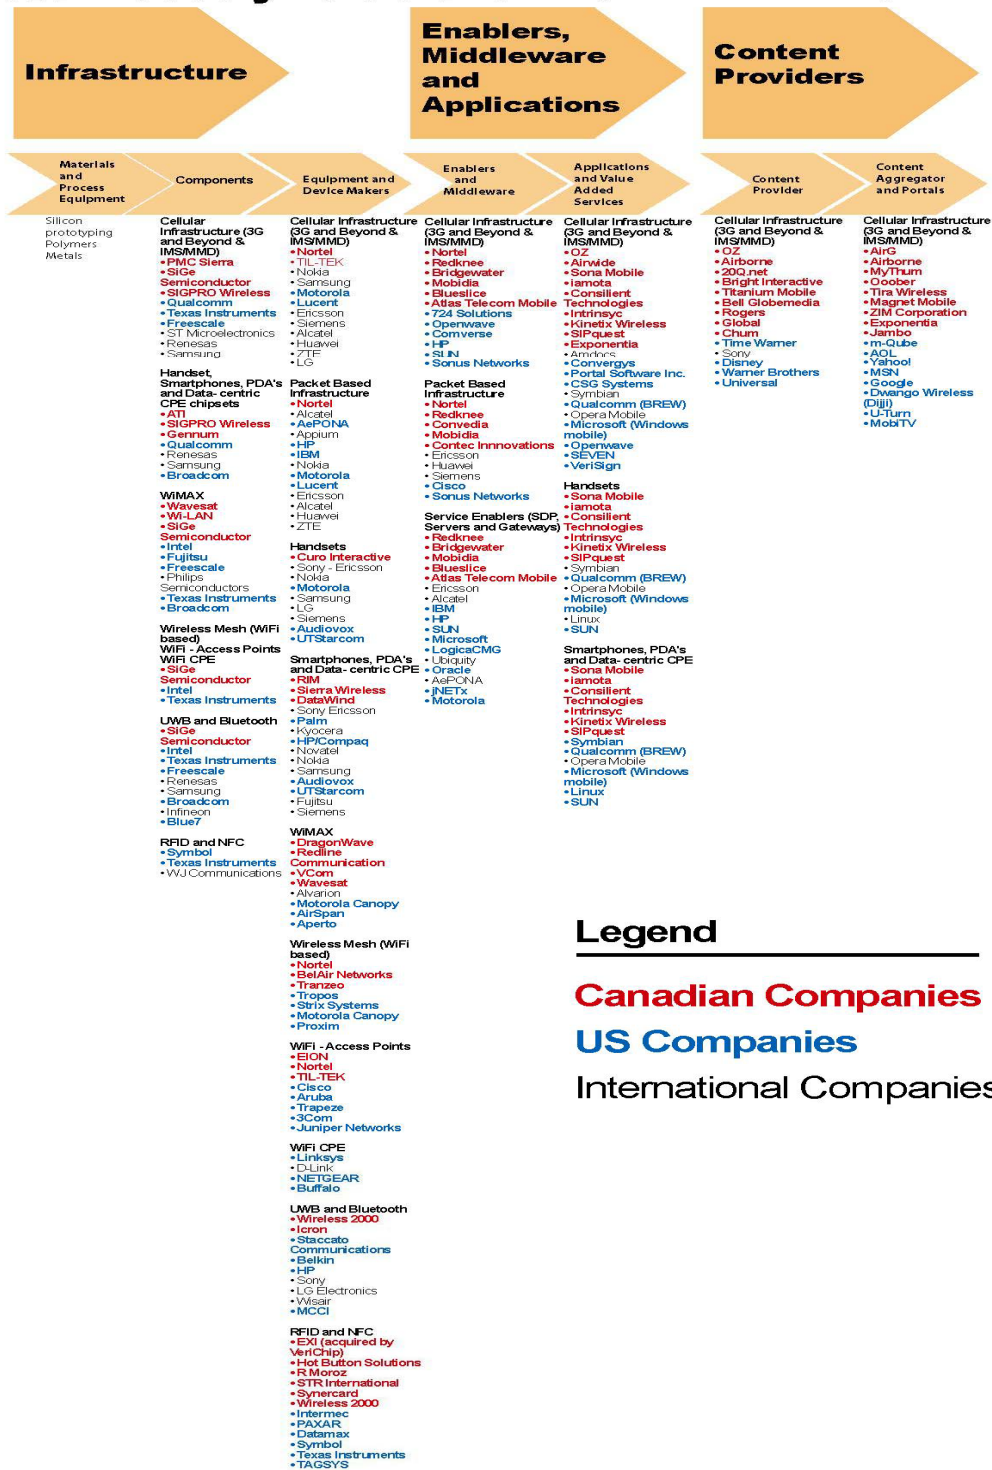 Infrastructure
Enablers,
Middleware
and
Applications
Content
Providers
Materials
and
Process
Equipment
Components
Equipment and
Device Makers
Enablers
and
Middleware
Applications
and Value
Added
Services
Content
Provider
Content
Aggregator
and Portals
Silicon
prototyping
Polymers
Metals
Cellular
Infrastructure (3G
and Beyond &
IMS/MMD)
•PMC Sierra
•SiGe
Semiconductor
•SIGPRO Wireless
•Qualcomm
•Texas Instruments
•Freescale
•ST Microelectronics
•Renesas
•Samsung
Handset,
Smartphones, PDA's
and Data- centric
CPE chipsets
•ATI
•SIGPRO Wireless
•Gennum
•Qualcomm
•Renesas
•Samsung
•Broadcom
WiMAX
•Wavesat
•Wi-LAN
•SiGe
Semiconductor
•Intel
•Fujitsu
•Freescale
•Philips
Semiconductors
•Texas Instruments
•Broadcom
Wireless Mesh (WiFi
based)
WiFi - Access Points
WiFi CPE
•SiGe
Semiconductor
•Intel
•Texas Instruments
UWB and Bluetooth
•SiGe
Semiconductor
•Intel
•Texas Instruments
•Freescale
•Renesas
•Samsung
•Broadcom
•Infineon
•Blue7
RFID and NFC
•Symbol
•Texas Instruments
•WJ Communications
Cellular Infrastructure
(3G and Beyond &
IMS/MMD)
•Nortel
•TIL-TEK
•Nokia
•Samsung
•Motorola
•Lucent
•Ericsson
•Siemens
•Alcatel
•Huawei
•ZTE
•LG
Packet Based
Infrastructure
•Nortel
•Alcatel
•AePONA
•Appium
•HP
•IBM
•Nokia
•Motorola
•Lucent
•Ericsson
•Alcatel
•Huawei
•ZTE
Handsets
•Curo Interactive
•Sony - Ericsson
•Nokia
•Motorola
•Samsung
•LG
•Siemens
•Audiovox
•UTStarcom
Smartphones, PDA's
and Data- centric CPE
•RIM
•Sierra Wireless
•DataWind
•Sony Ericsson
•Palm
•Kyocera
•HP/Compaq
•Novatel
•Nokia
•Samsung
•Audiovox
•UTStarcom
•Fujitsu
•Siemens
WiMAX
•DragonWave
•Redline
Communication
•VCom
•Wavesat
•Alvarion
•Motorola Canopy
•AirSpan
•Aperto
Wireless Mesh (WiFi
based)
•Nortel
•BelAir Networks
•Tranzeo
•Tropos
•Strix Systems
•Motorola Canopy
•Proxim
WiFi - Access Points
•EION
•Nortel
•TIL-TEK
•Cisco
•Aruba
•Trapeze
•3Com
•Juniper Networks
WiFi CPE
•Linksys
•D-Link
•NETGEAR
•Buffalo
UWB and Bluetooth
•Wireless 2000
•Icron
•Staccato
Communications
•Belkin
•HP
•Sony
•LG Electronics
•Wisair
•MCCI
RFID and NFC
•EXI (acquired by
VeriChip)
•Hot Button Solutions
•R Moroz
•STR International
•Synercard
•Wireless 2000
•Intermec
•PAXAR
•Datamax
•Symbol
•Texas Instruments
•TAGSYS
Cellular Infrastructure
(3G and Beyond &
IMS/MMD)
•Nortel
•Redknee
•Bridgewater
•Mobidia
•Blueslice
•Atlas Telecom Mobile
•724 Solutions
•Openwave
•Comverse
•HP
•SUN
•Sonus Networks
Packet Based
Infrastructure
•Nortel
•Redknee
•Convedia
•Mobidia
•Contec Innnovations
•Ericsson
•Huawei
•Siemens
•Cisco
•Sonus Networks
Service Enablers (SDP,
Servers and Gateways)
•Redknee
•Bridgewater
•Mobidia
•Blueslice
•Atlas Telecom Mobile
•Ericsson
•Alcatel
•IBM
•HP
•SUN
•Microsoft
•LogicaCMG
•Ubiquity
•Oracle
•AePONA
•jNETx
•Motorola
Cellular Infrastructure
(3G and Beyond &
IMS/MMD)
•OZ
•Airwide
•Sona Mobile
•iamota
•Consilient
Technologies
•Intrinsyc
•Kinetix Wireless
•SIPquest
•Exponentia
•Amdocs
•Convergys
•Portal Software Inc.
•CSG Systems
•Symbian
•Qualcomm (BREW)
•Opera Mobile
•Microsoft (Windows
mobile)
•Openwave
•SEVEN
•VeriSign
Handsets
•Sona Mobile
•iamota
•Consilient
Technologies
•Intrinsyc
•Kinetix Wireless
•SIPquest
•Symbian
•Qualcomm (BREW)
•Opera Mobile
•Microsoft (Windows
mobile)
•Linux
•SUN
Smartphones, PDA's
and Data- centric CPE
•Sona Mobile
•iamota
•Consilient
Technologies
•Intrinsyc
•Kinetix Wireless
•SIPquest
•Symbian
•Qualcomm (BREW)
•Opera Mobile
•Microsoft (Windows
mobile)
•Linux
•SUN
Cellular Infrastructure
(3G and Beyond &
IMS/MMD)
•OZ
•Airborne
•20Q.net
•Bright Interactive
•Titanium Mobile
•Bell Globemedia
•Rogers
•Global
•Chum
•Time Warner
•Sony
•Disney
•Warner Brothers
•Universal
Cellular Infrastructure
(3G and Beyond &
IMS/MMD)
•AirG
•Airborne
•MyThum
•Ooober
•Tira Wireless
•Magnet Mobile
•ZIM Corporation
•Exponentia
•Jambo
•m-Qube
•AOL
•Yahoo!
•MSN
•Google
•Dwango Wireless
(Dijji)
•U-Turn
•MobiTV
Legend
Canadian Companies
US Companies
International Companies